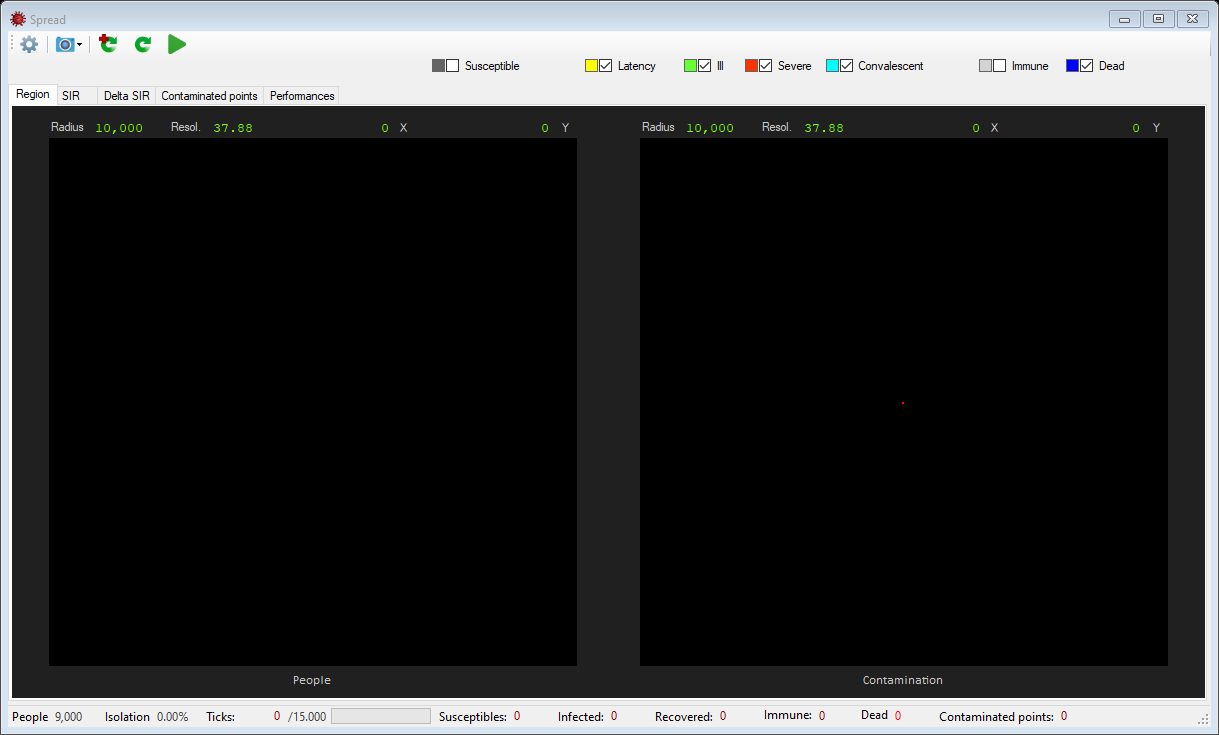 Spread
Susceptible Latency Ill Severe Convalescent Immune Dead
Region SIR Delta SIR Contaminated points Performances
Radius 10,000 Resol. 37.88 0 X 0 Y Radius 10,000 Resol. 37.88 0 X 0 Y
People Contamination
People 9,000 Isolation 0.00% Ticks: 0 /15.000 Susceptibles: 0 Infected: 0 Recovered: 0 Immune: 0 Dead 0 Contaminated points: 0